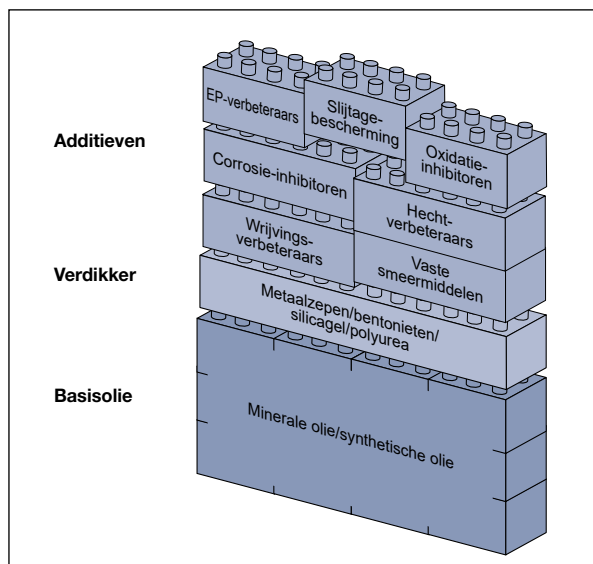 EP-verbeteraars
Slijtage-
bescherming
Additieven
Oxidatie-
inhibitoren
Corrosie-inhibitoren
Hecht-
verbeteraars
Wrijvings-
verbeteraars
Vaste
smeermiddelen
Verdikker
Metaalzepen/bentonieten/
silicagel/polyurea
Basisolie
Minerale olie/synthetische olie